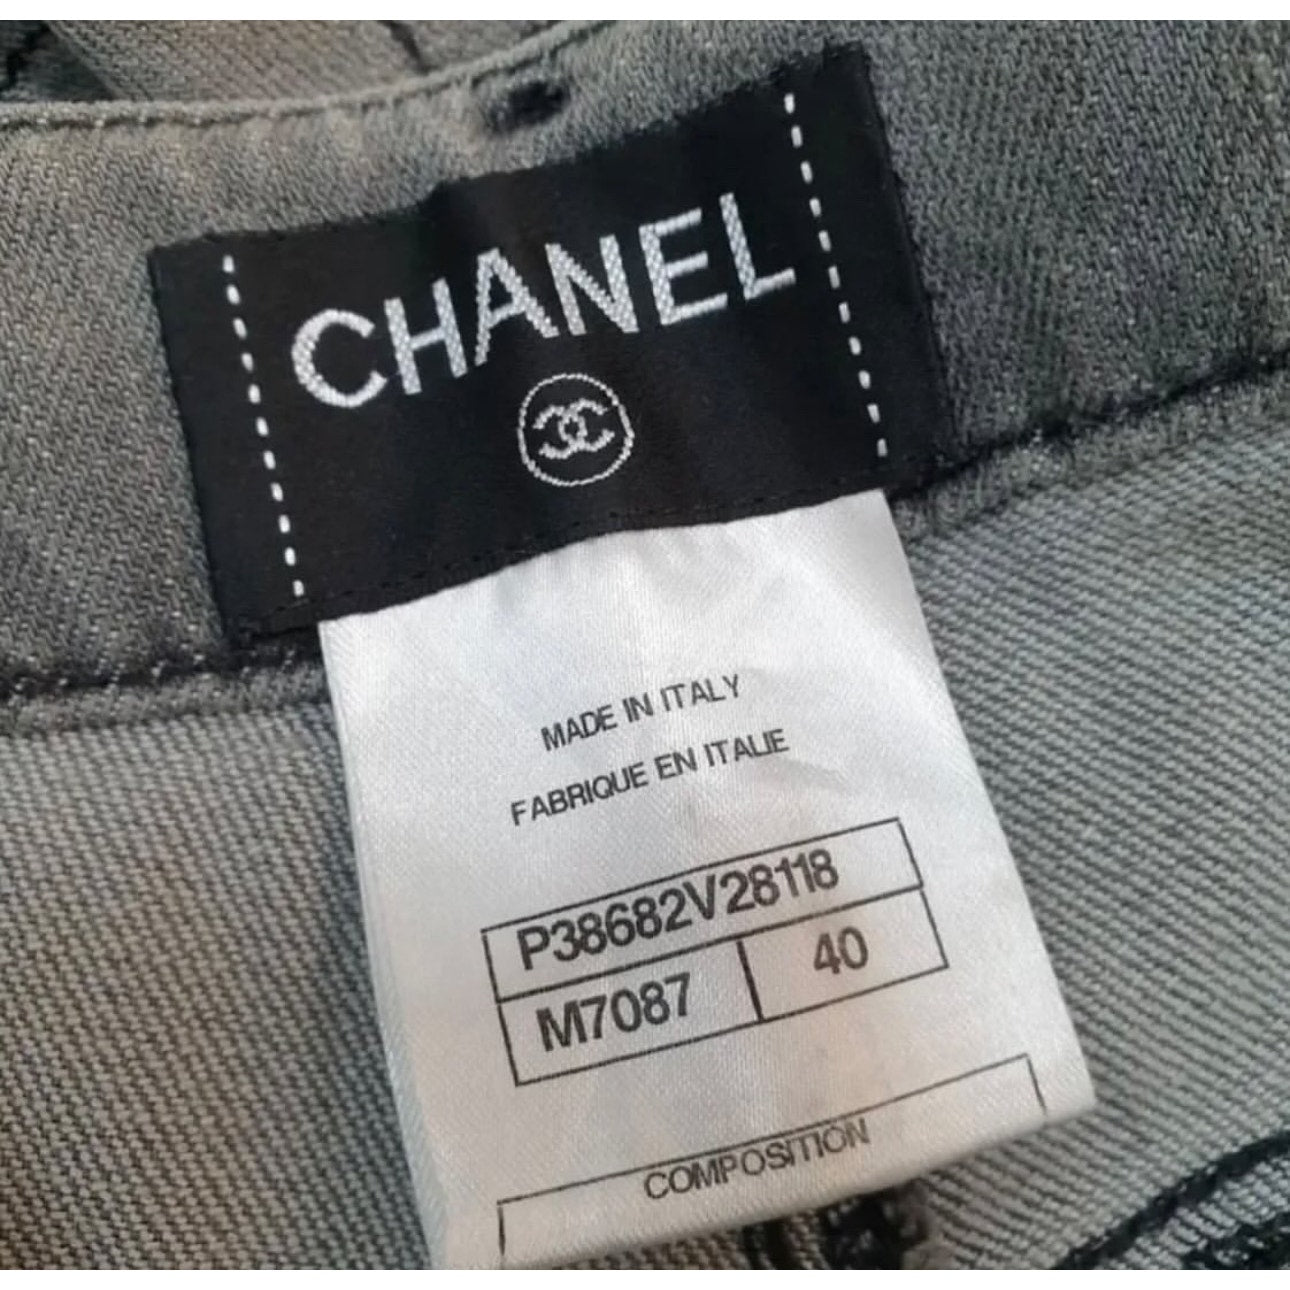 CHANEL
MADE IN ITALY
FABRIQUE EN ITALIE
P38682V28118
M7087 40
COMPOSITION